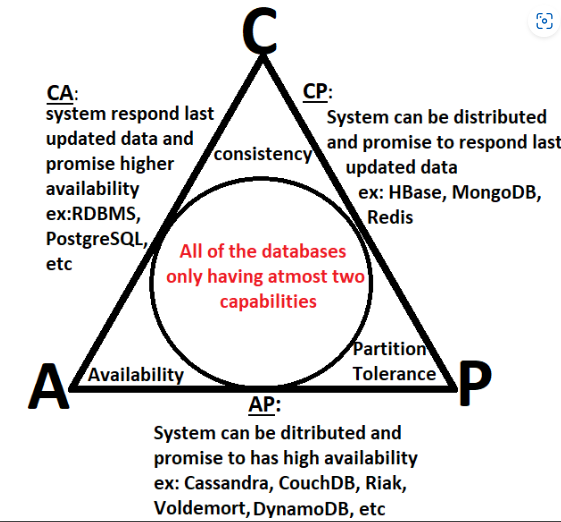 C
CA:
system respond last
updated data and
promise higher
availability
ex:RDBMS,
PostgreSQL,
etc
CP:
System can be distributed
and promise to respond last
updated data
ex: HBase, MongoDB,
Redis
consistency
All of the databases
only having atmost two
capabilities
A
Availability
Partition
Tolerance
P
AP:
System can be ditributed and
promise to has high availability
ex: Cassandra, CouchDB, Riak,
Voldemort, DynamoDB, etc